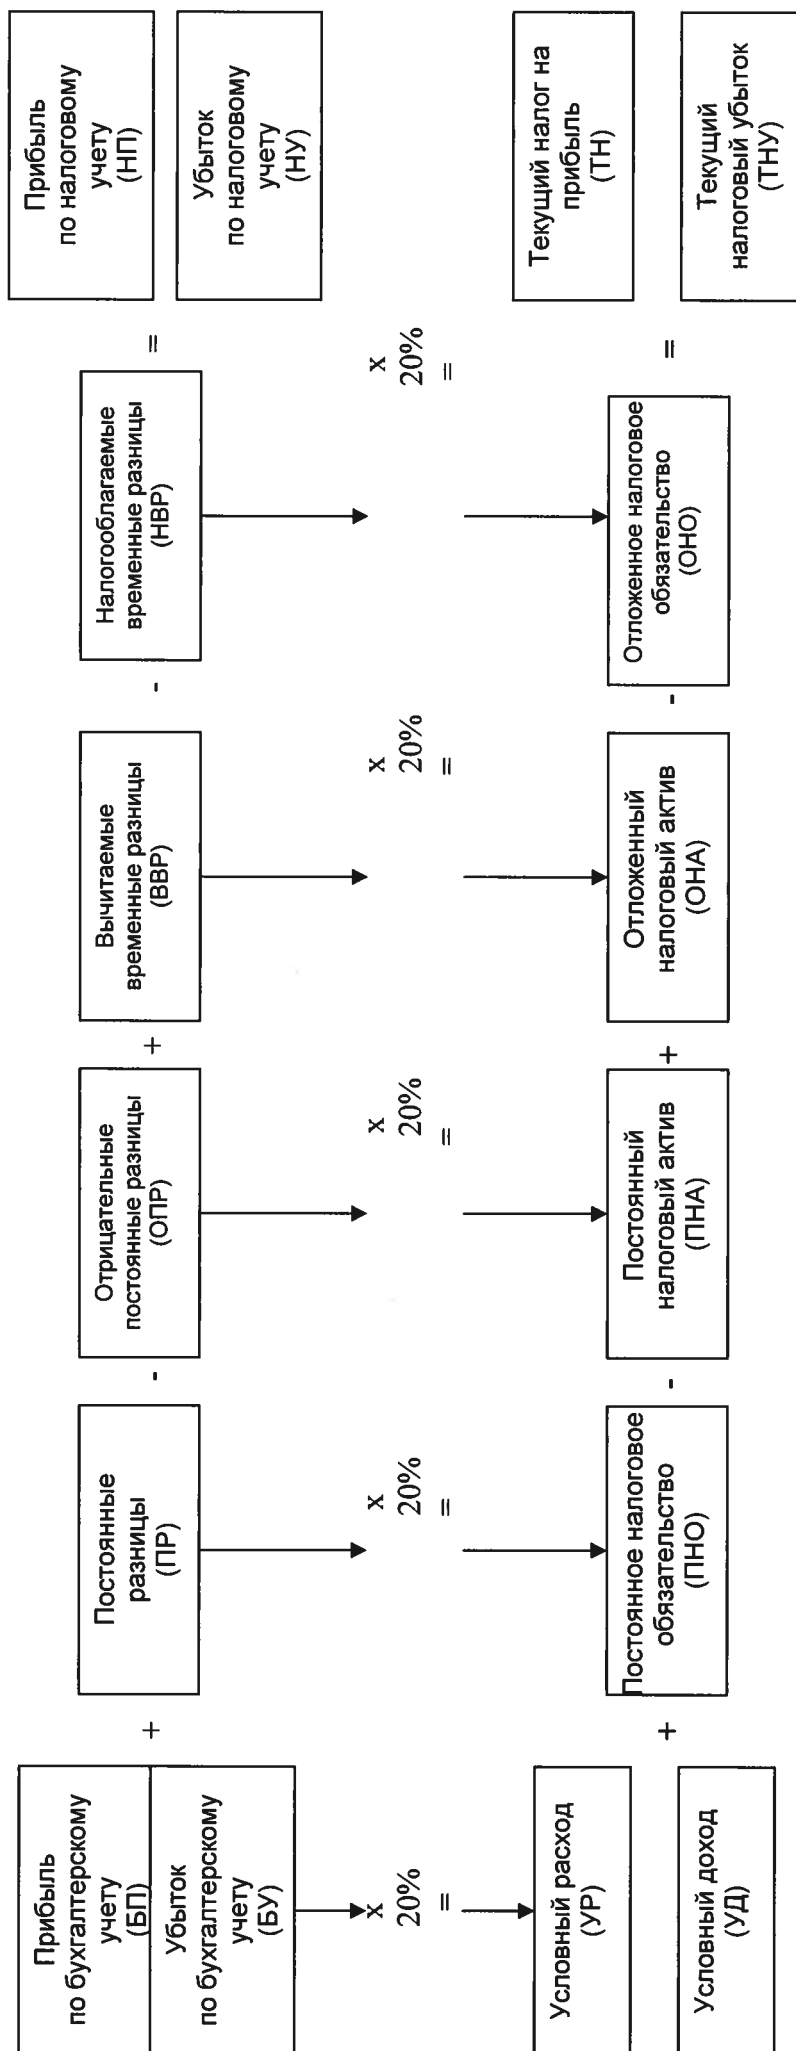 Прибыль
по бухгалтерскому
учету
(БП)
Убыток
по бухгалтерскому
учету
(БУ)
+
Постоянные
разницы
(ПР)
-
Отрицательные
постоянные разницы
(ОПР)
+
Вычитаемые
временные разницы
(ВВР)
-
Налогооблагаемые
временные разницы
(НВР)
=
Прибыль
по налоговому
учету
(НП)
Убыток
по налоговому
учету
(НУ)
x
20%
=
x
20%
=
x
20%
=
x
20%
=
x
20%
=
Условный расход
(УР)
Условный доход
(УД)
+
Постоянное налоговое
обязательство
(ПНО)
-
Постоянный
налоговый актив
(ПНА)
+
Отложенный
налоговый актив
(ОНА)
-
Отложенное налоговое
обязательство
(ОНО)
=
Текущий налог на
прибыль
(ТН)
Текущий
налоговый убыток
(ТНУ)